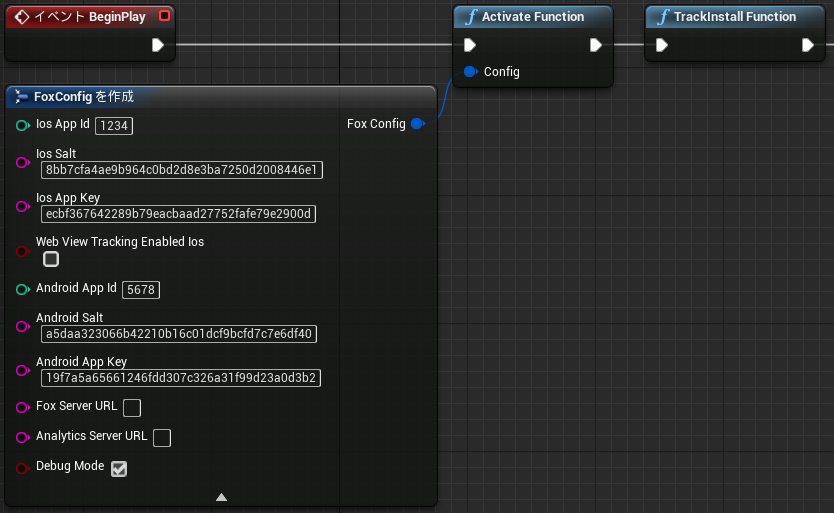 イベント BeginPlay
Activate Function
Config
TrackInstall Function
FoxConfig を作成
Ios App Id 1234
Fox Config
Ios Salt
8bb7cfa4ae9b964c0bd2d8e3ba7250d2008446e1
Ios App Key
ecbf367642289b79eacbaad27752fafe79e2900d
Web View Tracking Enabled Ios
Android App Id 5678
Android Salt
a5daa323066b42210b16c01dcf9bcfd7c7e6df40
Android App Key
19f7a5a65661246fdd307c326a31f99d23a0d3b2
Fox Server URL
Analytics Server URL
Debug Mode